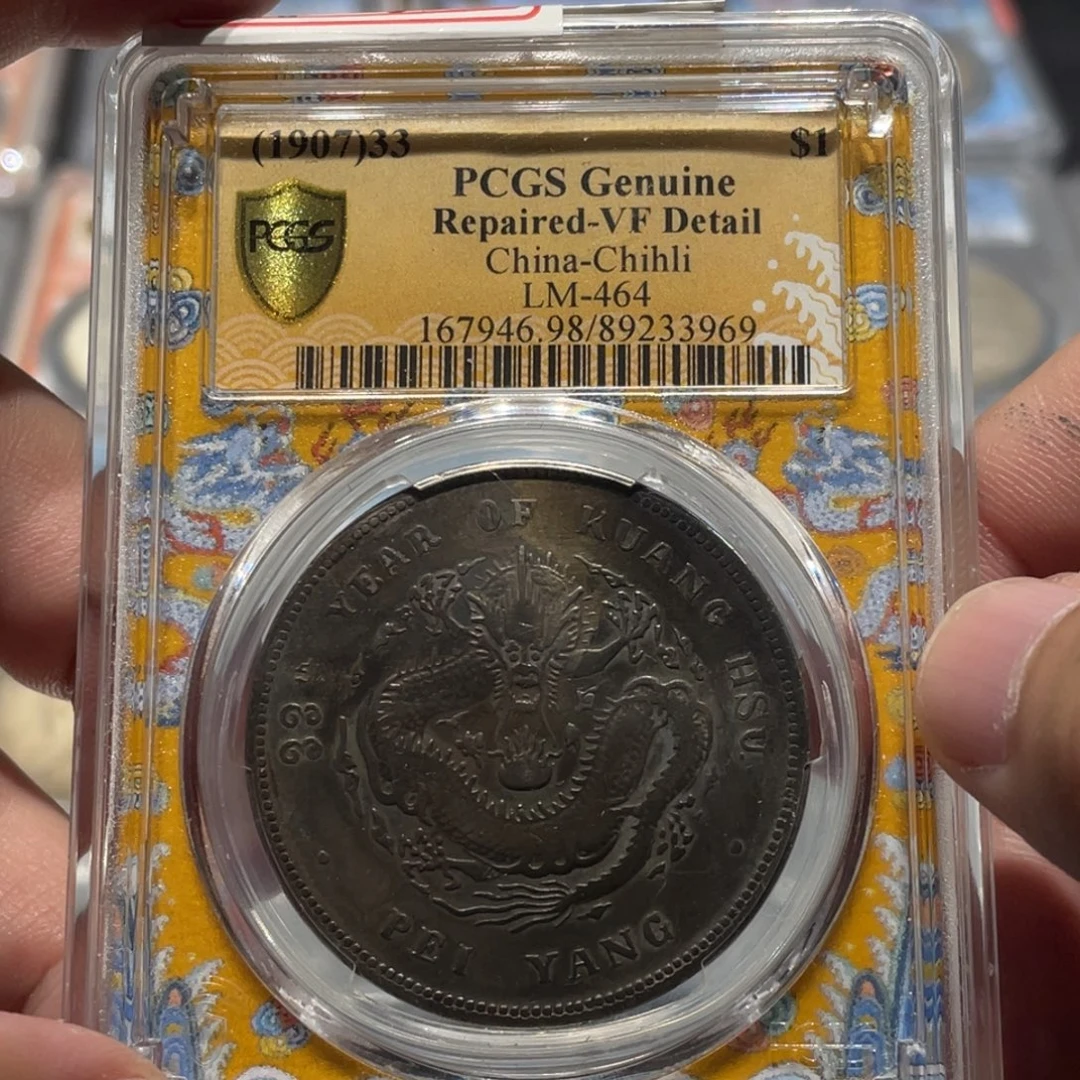 (1907)33 $1
PCGS Genuine
Repaired-VF Detail
China-Chihli
LM-464
167946.98/89233969
PCGS
33rd YEAR OF KUANG HSU
PEI YANG